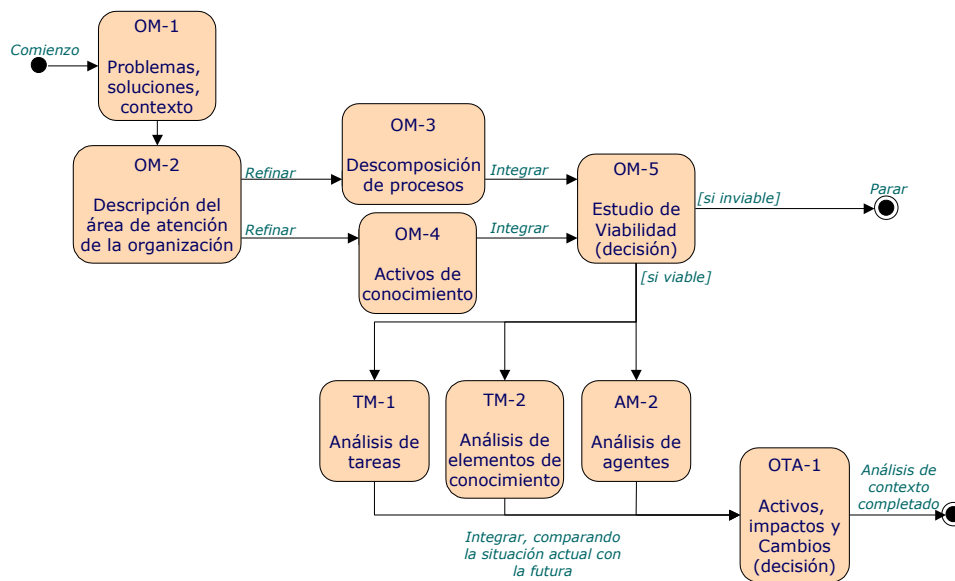 Comienzo
OM-1
Problemas,
soluciones,
contexto
OM-2
Descripción del
área de atención
de la organización
Refinar
Refinar
OM-3
Descomposición
de procesos
OM-4
Activos de
conocimiento
Integrar
Integrar
OM-5
Estudio de
Viabilidad
(decisión)
[si inviable]
Parar
[si viable]
TM-1
Análisis de
tareas
TM-2
Análisis de
elementos de
conocimiento
AM-2
Análisis de
agentes
Integrar, comparando
la situación actual con
la futura
OTA-1
Activos,
impactos y
Cambios
(decisión)
Análisis de
contexto
completado